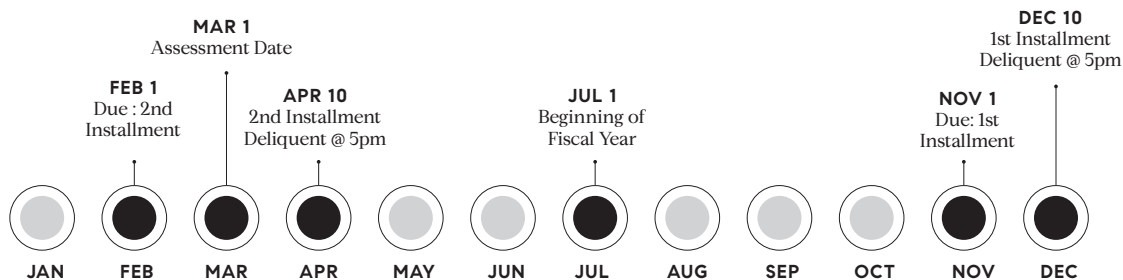 FEB 1
Due : 2nd
Installment
MAR 1
Assessment Date
APR 10
2nd Installment
Deliquent @ 5pm
JUL 1
Beginning of
Fiscal Year
NOV 1
Due: 1st
Installment
DEC 10
1st Installment
Deliquent @ 5pm
JAN FEB MAR APR MAY JUN JUL AUG SEP OCT NOV DEC